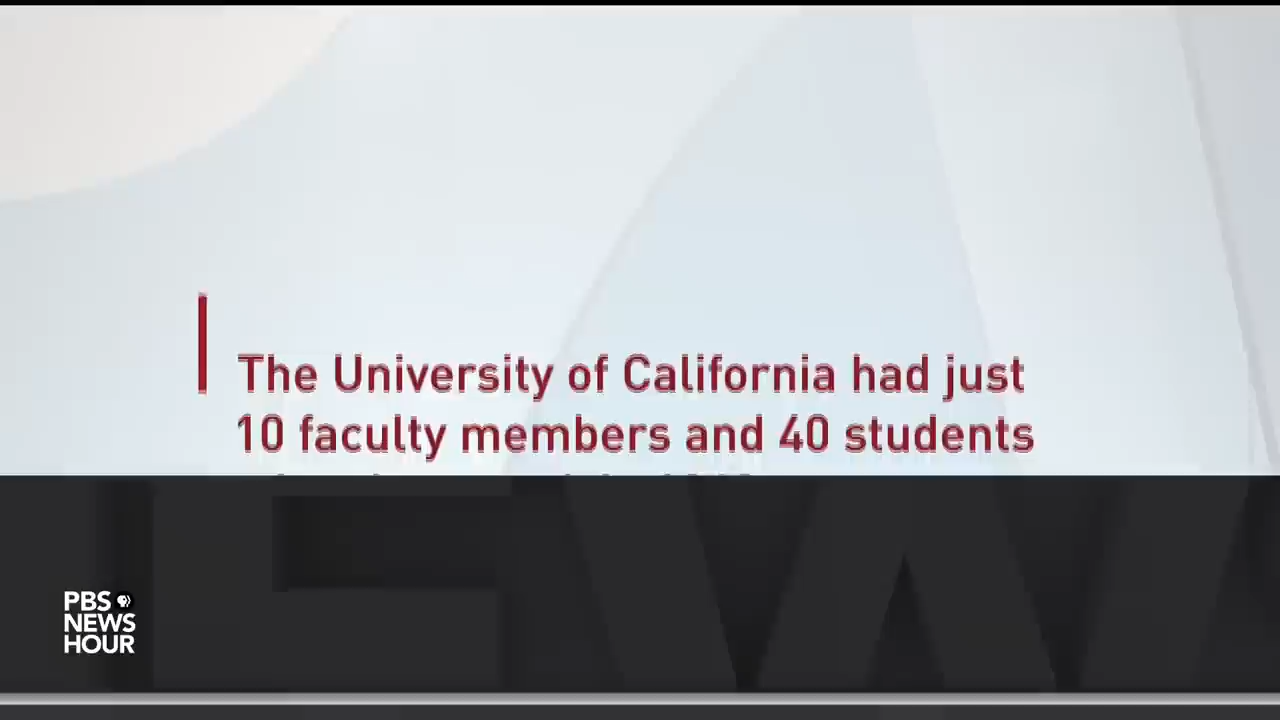 The University of California had just
10 faculty members and 40 students
PBS
NEWS
HOUR